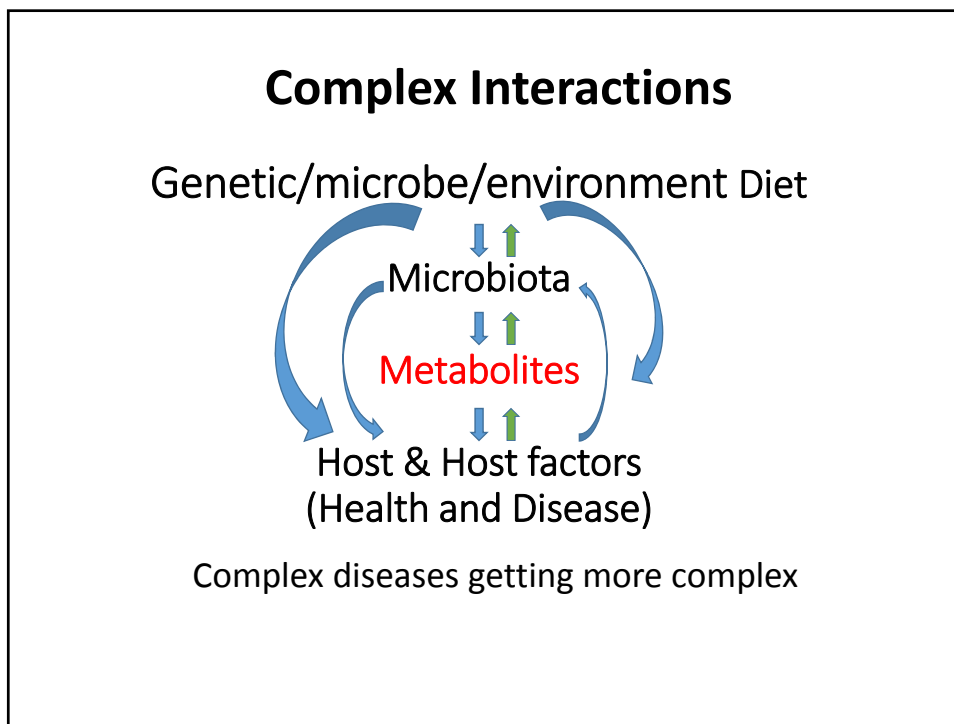 Complex Interactions
Genetic/microbe/environment Diet
Microbiota
Metabolites
Host & Host factors
(Health and Disease)
Complex diseases getting more complex